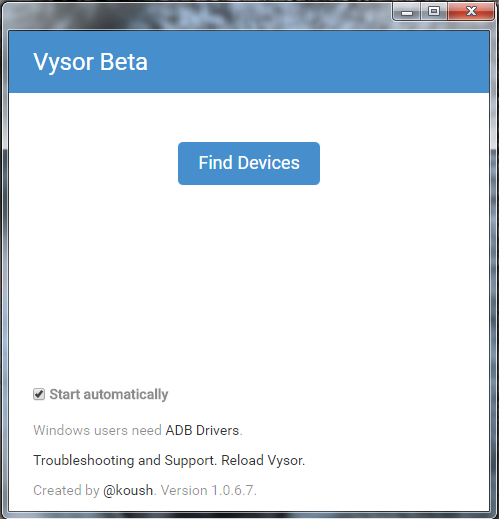 Vysor Beta
Find Devices
Start automatically
Windows users need ADB Drivers.
Troubleshooting and Support. Reload Vysor.
Created by @koush. Version 1.0.6.7.